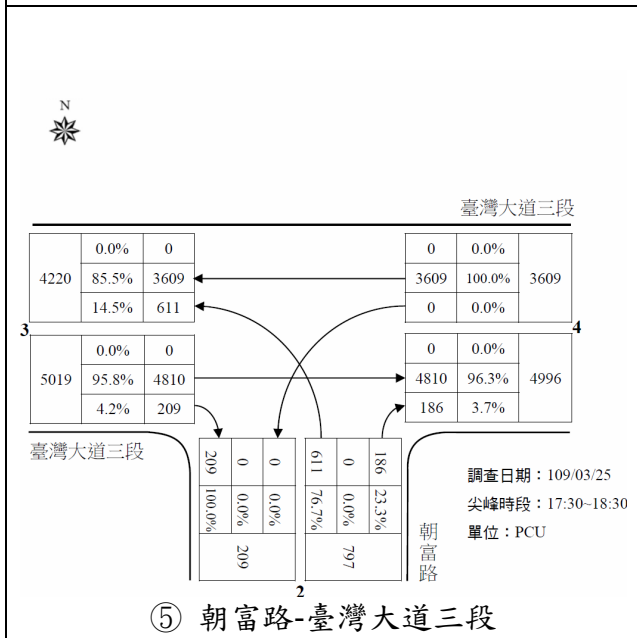 N
臺灣大道三段
4220 0.0% 0
85.5% 3609
14.5% 611
0 0.0% 3609
3609 100.0%
0 0.0%
3
4
5019 0.0% 0
95.8% 4810
4.2% 209
0 0.0% 4996
4810 96.3%
186 3.7%
臺灣大道三段
209 0 0
100.0% 0.0% 0.0%
209
611 0 186
76.7% 0.0% 23.3%
797
朝富路
調查日期：109/03/25
尖峰時段：17:30~18:30
單位：PCU
2
⑤ 朝富路-臺灣大道三段